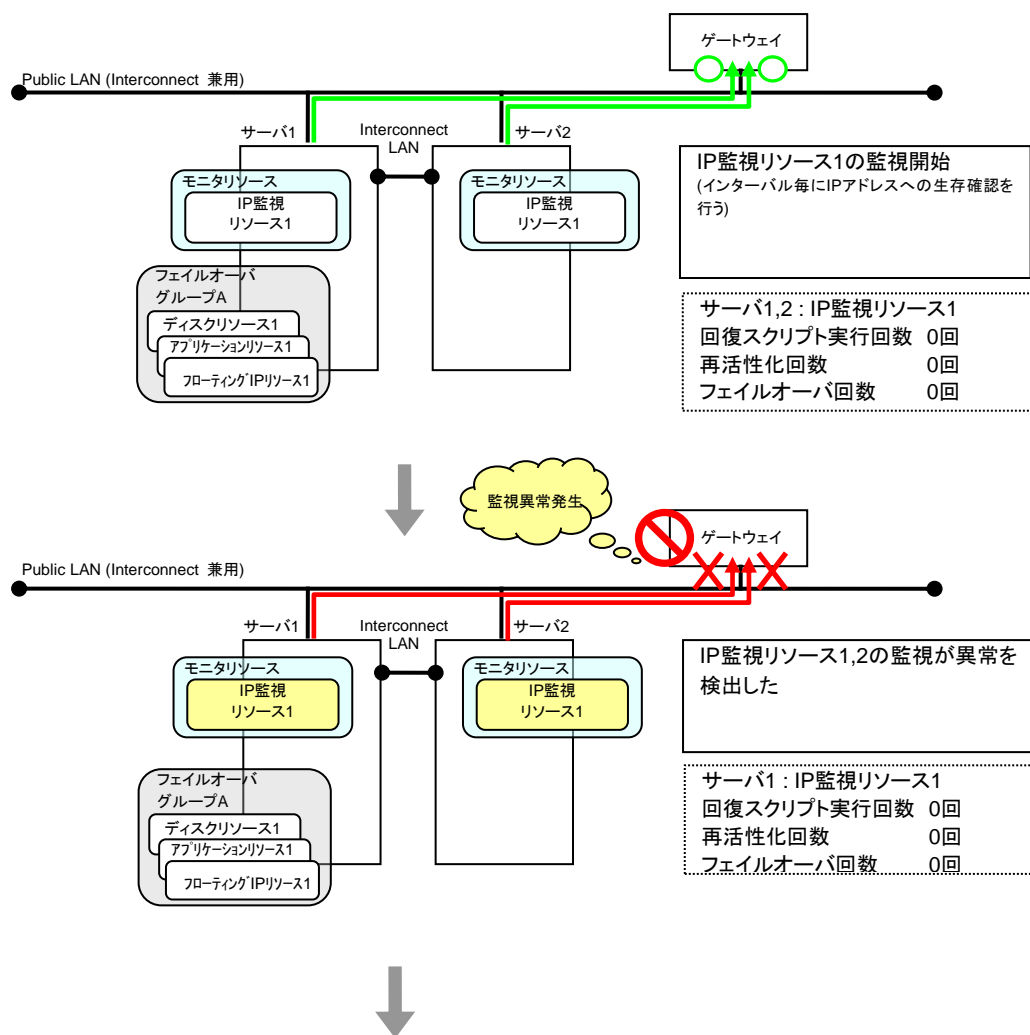 ゲートウェイ
Public LAN (Interconnect 兼用)
サーバ1
Interconnect
LAN
サーバ2
モニタリソース
IP監視
リソース1
モニタリソース
IP監視
リソース1
フェイルオーバ
グループA
ディスクリソース1
アプリケーションリソース1
フローティングIPリソース1
IP監視リソース1の監視開始
(インターバル毎にIPアドレスへの生存確認を
行う)
サーバ1,2 : IP監視リソース1
回復スクリプト実行回数 0回
再活性化回数 0回
フェイルオーバ回数 0回
監視異常発生
ゲートウェイ
Public LAN (Interconnect 兼用)
サーバ1
Interconnect
LAN
サーバ2
モニタリソース
IP監視
リソース1
モニタリソース
IP監視
リソース1
フェイルオーバ
グループA
ディスクリソース1
アプリケーションリソース1
フローティングIPリソース1
IP監視リソース1,2の監視が異常を
検出した
サーバ1 : IP監視リソース1
回復スクリプト実行回数 0回
再活性化回数 0回
フェイルオーバ回数 0回